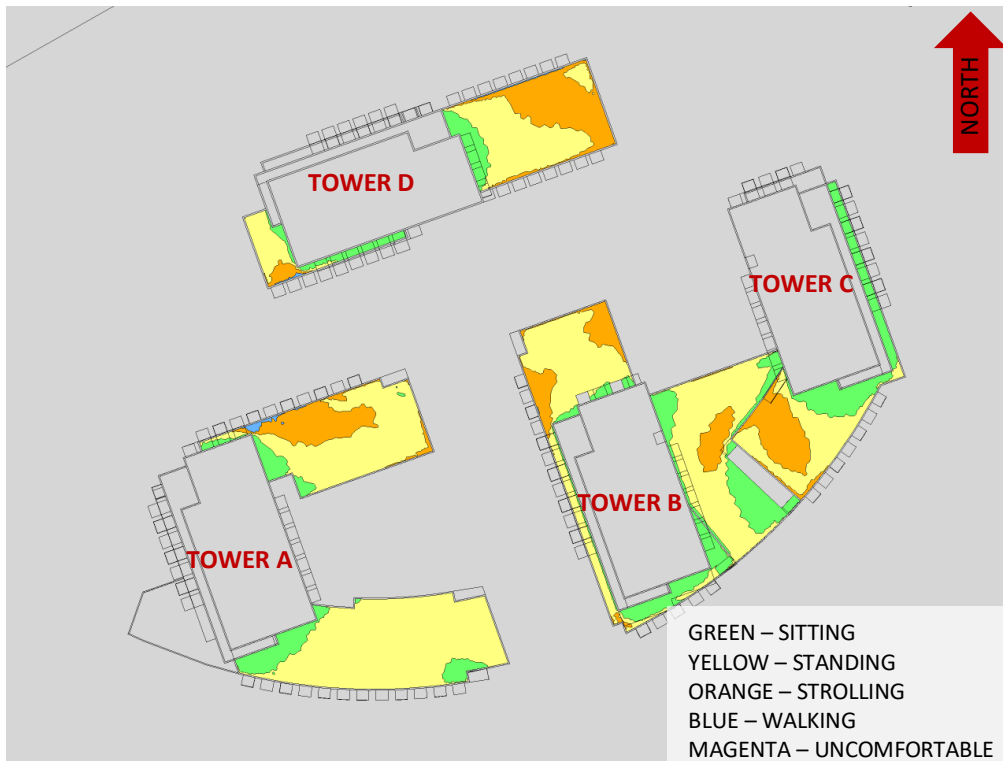 NORTH
TOWER D
TOWER C
TOWER B
TOWER A
GREEN – SITTING
YELLOW – STANDING
ORANGE – STROLLING
BLUE – WALKING
MAGENTA – UNCOMFORTABLE